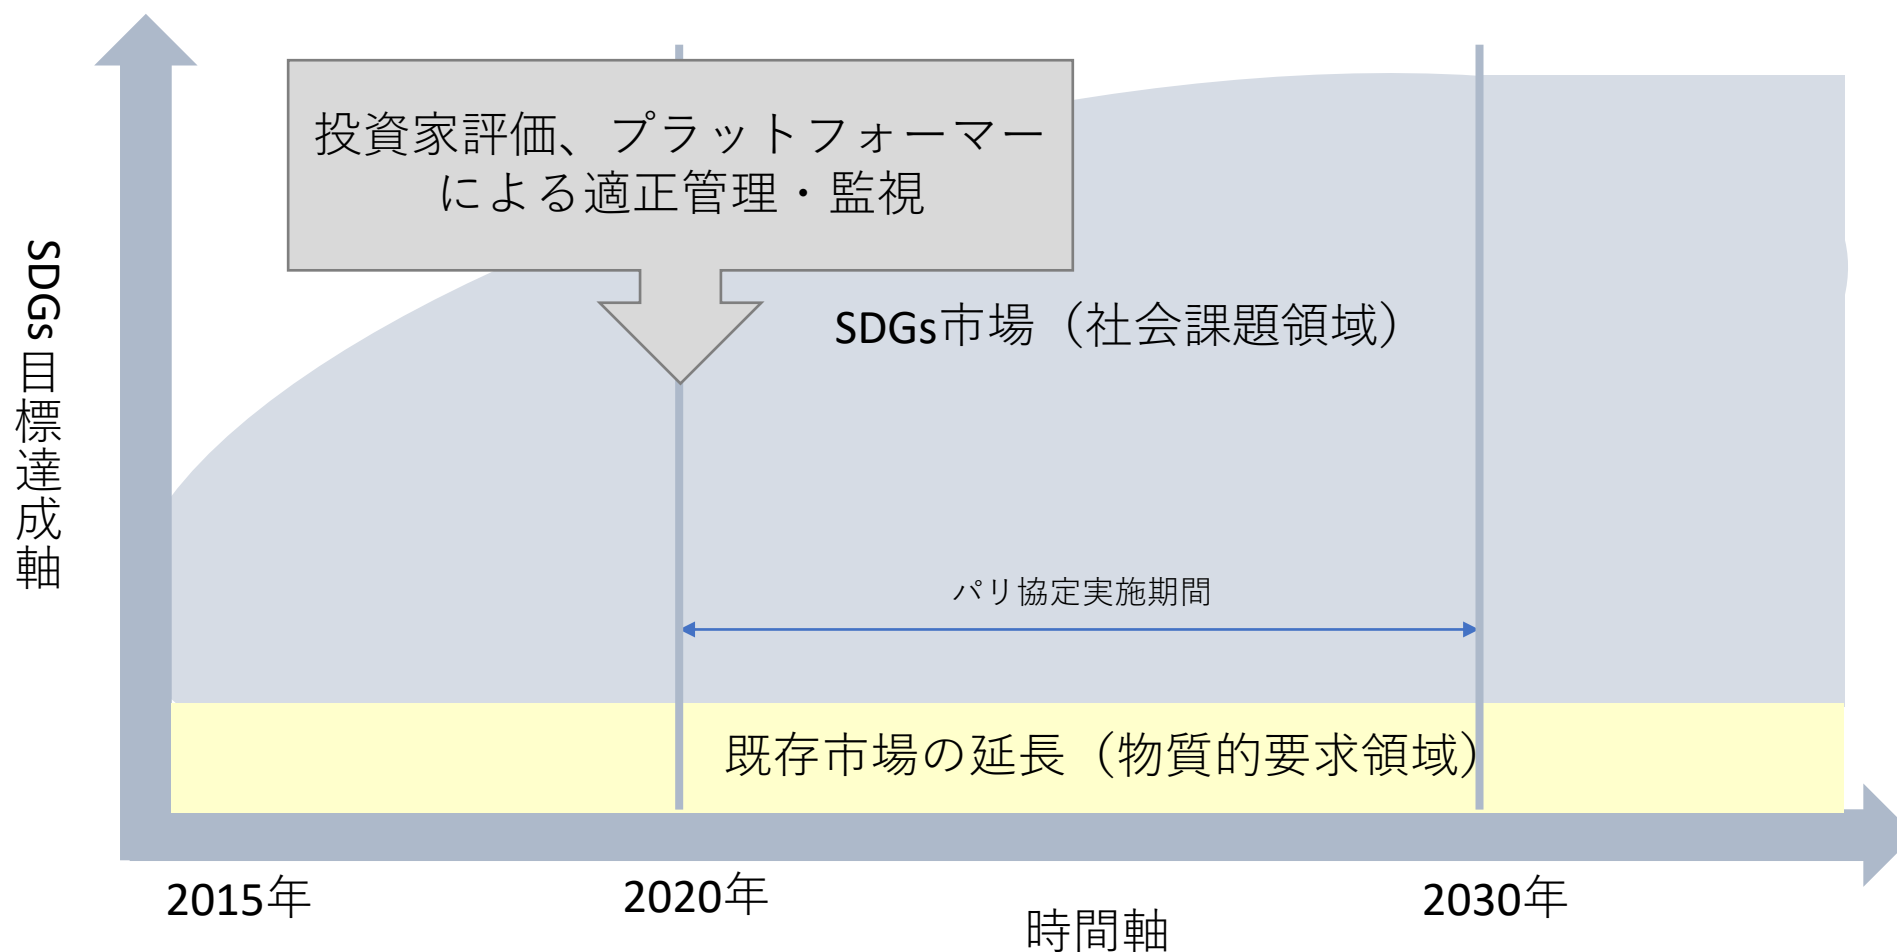 投資家評価、プラットフォーマー
による適正管理・監視
SDGs目標達成軸
SDGs市場（社会課題領域）
パリ協定実施期間
既存市場の延長（物質的要求領域）
2015年
2020年
2030年
時間軸